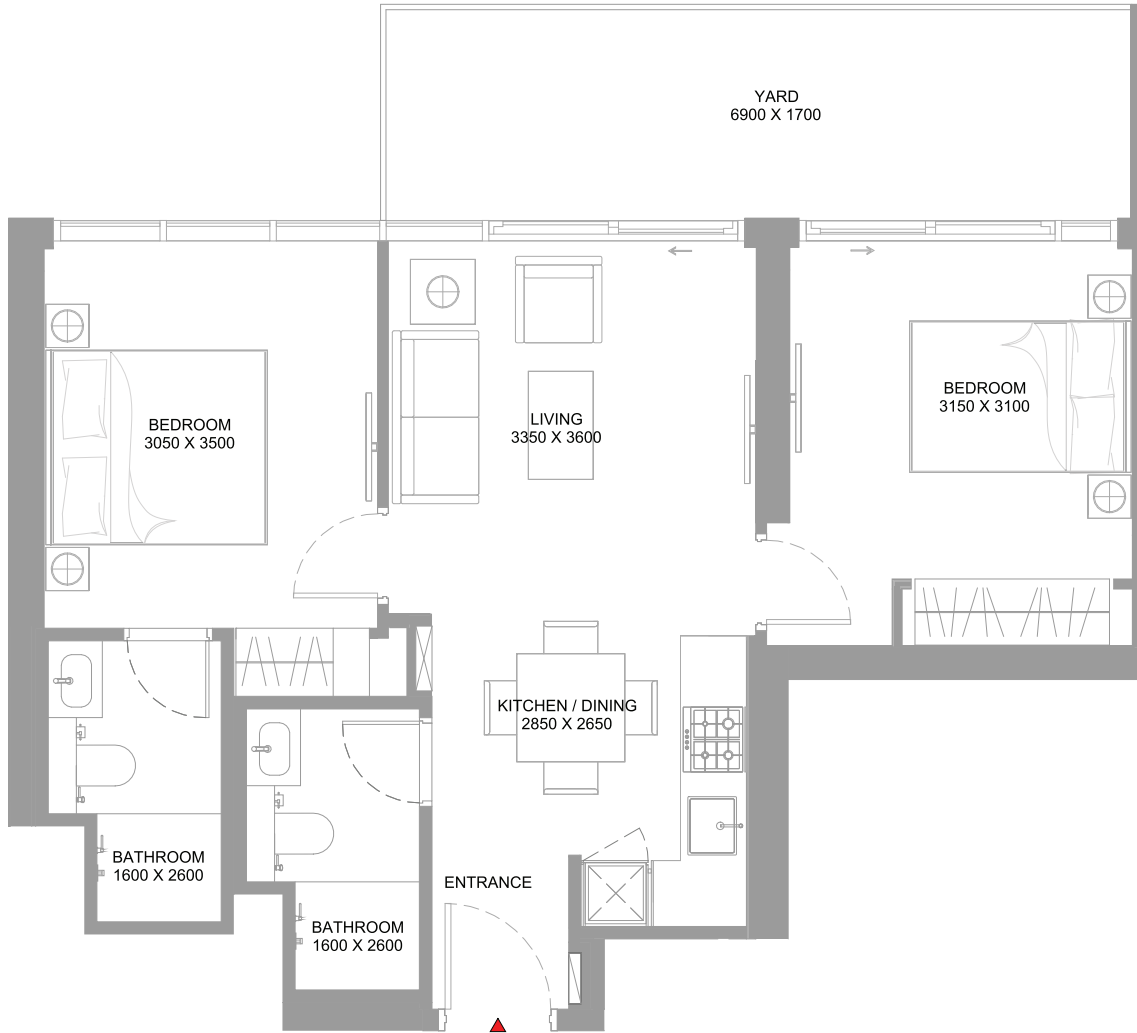 YARD
6900 X 1700
BEDROOM
3050 X 3500
LIVING
3350 X 3600
BEDROOM
3150 X 3100
KITCHEN / DINING
2850 X 2650
BATHROOM
1600 X 2600
ENTRANCE
BATHROOM
1600 X 2600